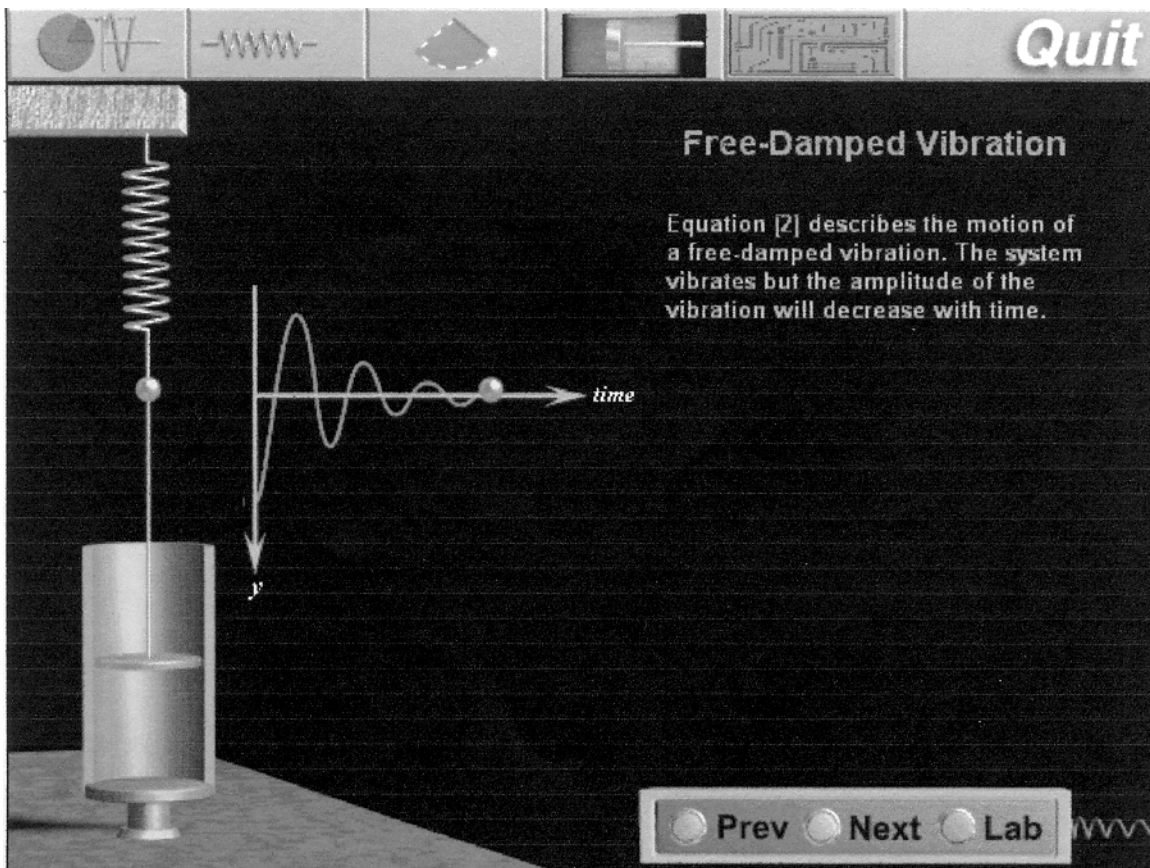 Quit
Free-Damped Vibration
Equation [2] describes the motion of
a free-damped vibration. The system
vibrates but the amplitude of the
vibration will decrease with time.
time
y
Prev Next Lab